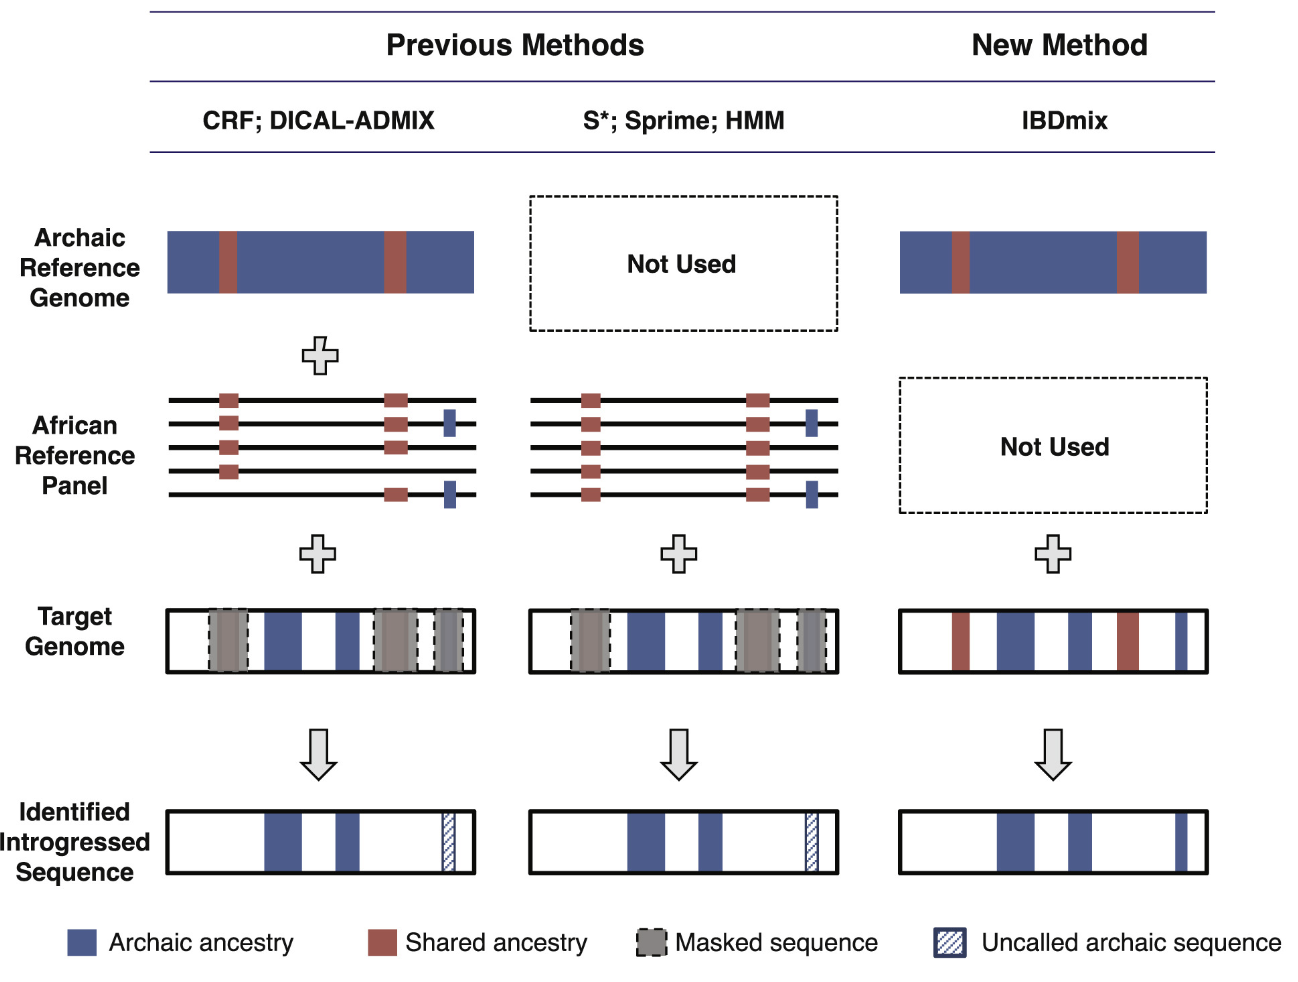 Previous Methods
New Method
CRF; DICAL-ADMIX
S*; Sprime; HMM
IBDmix
Archaic
Reference
Genome
Not Used
African
Reference
Panel
Not Used
Target
Genome
Identified
Introgressed
Sequence
Archaic ancestry
Shared ancestry
Masked sequence
Uncalled archaic sequence